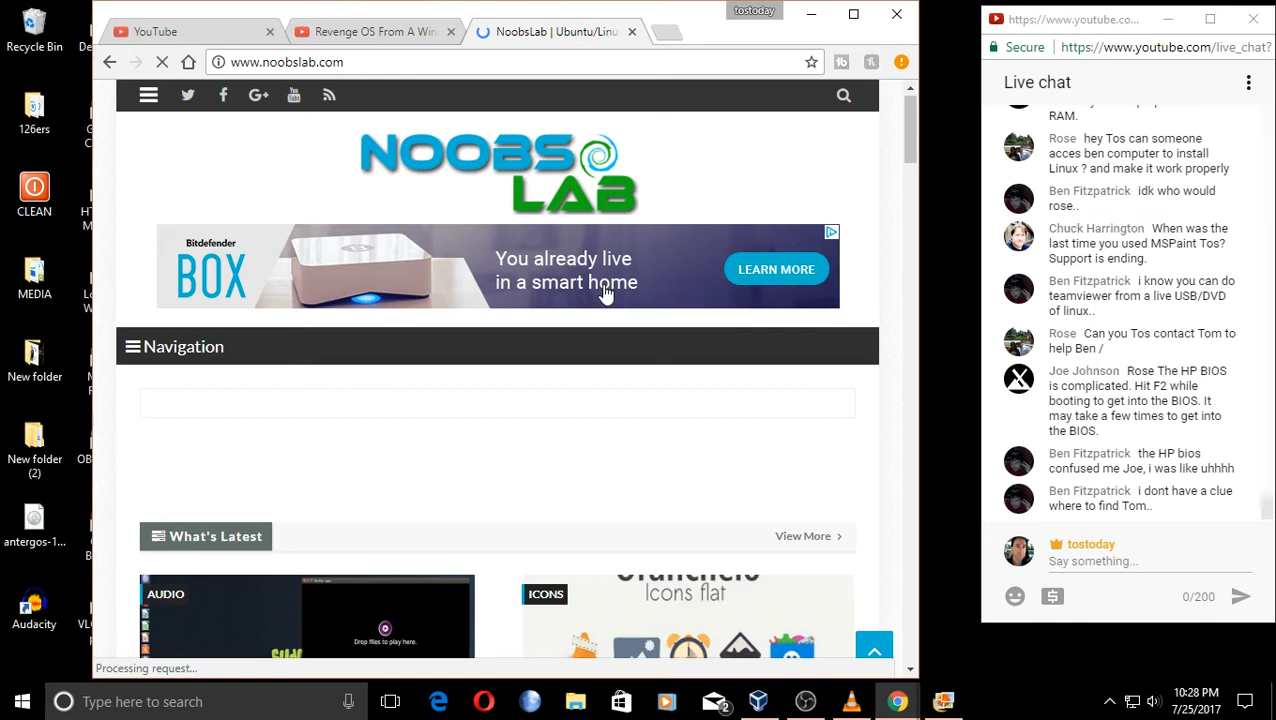 Recycle Bin
126ers
CLEAN
MEDIA
New folder
New folder
(2)
antergos-1...
Audacity
tostoday
YouTube
Revenge OS From A Win
NoobsLab | Ubuntu/Linu
www.noobslab.com
NOOBS
LAB
Bitdefender
BOX
You already live
in a smart home
LEARN MORE
Navigation
What's Latest
View More
AUDIO
Drop files to play here.
ICONS
Icons flat
Processing request...
https://www.youtube.co...
Secure
https://www.youtube.com/live_chat?
Live chat
RAM.
Rose hey Tos can someone
acces ben computer to install
Linux ? and make it work properly
Ben Fitzpatrick idk who would
rose..
Chuck Harrington When was the
last time you used MSPaint Tos?
Support is ending.
Ben Fitzpatrick i know you can do
teamviewer from a live USB/DVD
of linux..
Rose Can you Tos contact Tom to
help Ben /
Joe Johnson Rose The HP BIOS
is complicated. Hit F2 while
booting to get into the BIOS. It
may take a few times to get into
the BIOS.
Ben Fitzpatrick the HP bios
confused me Joe, i was like uhhhh
Ben Fitzpatrick i dont have a clue
where to find Tom..
tostoday
Say something...
0/200
Type here to search
2
10:28 PM
7/25/2017